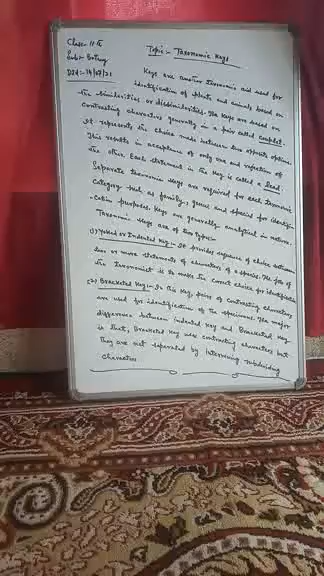 Class:- 11th
Sub:- Botany
Dtd:- 14/07/21
Topic:- Taxonomic Keys
Keys are another taxonomic aid used for
identification of plants and animals based on
the similarities or dissimilarities. The keys are based on
contrasting characters generally in a pair called couplet.
It represents the choice made between two opposite options.
This results in acceptance of only one and rejection of
the other. Each statement in the key is called a lead.
Separate taxonomic keys are required for each taxonomic
category such as family, genus and species for identifi-
-cation purposes. Keys are generally analytical in nature.
Taxonomic Keys are of two types:-
(1) Yoked or Indented Key:- It provides sequence of choice between
two or more statements of characters of a species. The job of
the taxonomist is to make the correct choice for identification
(2) Bracketed Key:- In this key, pairs of contrasting characters
are used for identification of the specimens. The major
difference between indented key and Bracketed key
is that, Bracketed key uses contrasting characters but
they are not separated by intervening subdividing
characters